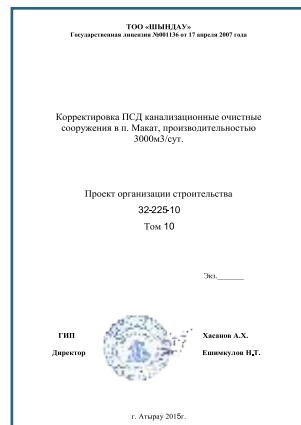 ТОО «ШЫНДАУ»
Государственная лицензия №001136 от 17 апреля 2007 года
Корректировка ПСД канализационные очистные
сооружения в п. Макат, производительностью
3000м3/сут.
Проект организации строительства
32-225-10
Том 10
Экз.______
ГИП Хасанов А.Х.
Директор Ешимкулов Н.Т.
г. Атырау 2015г.